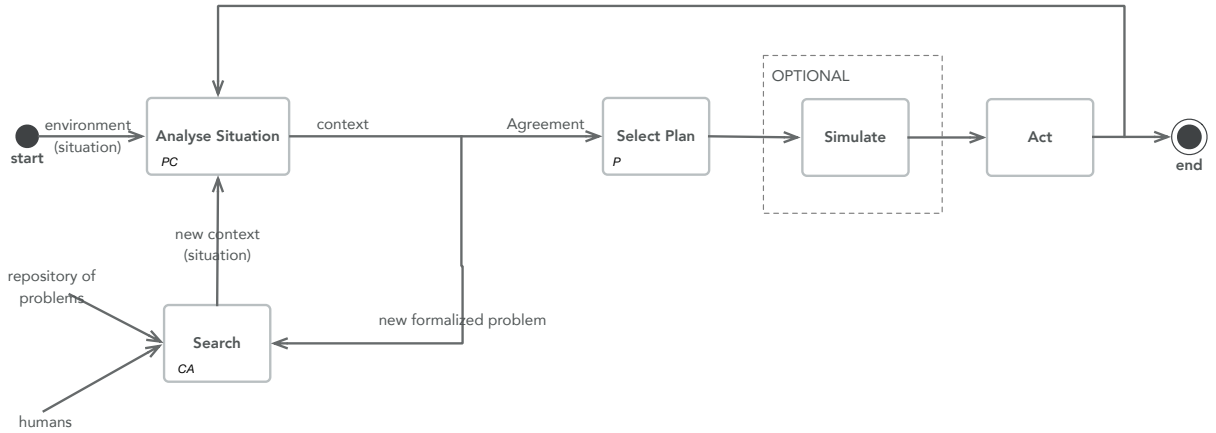 OPTIONAL
environment
(situation)
start
Analyse Situation
PC
context
Agreement
Select Plan
P
Simulate
Act
end
new context
(situation)
repository of
problems
new formalized problem
Search
CA
humans